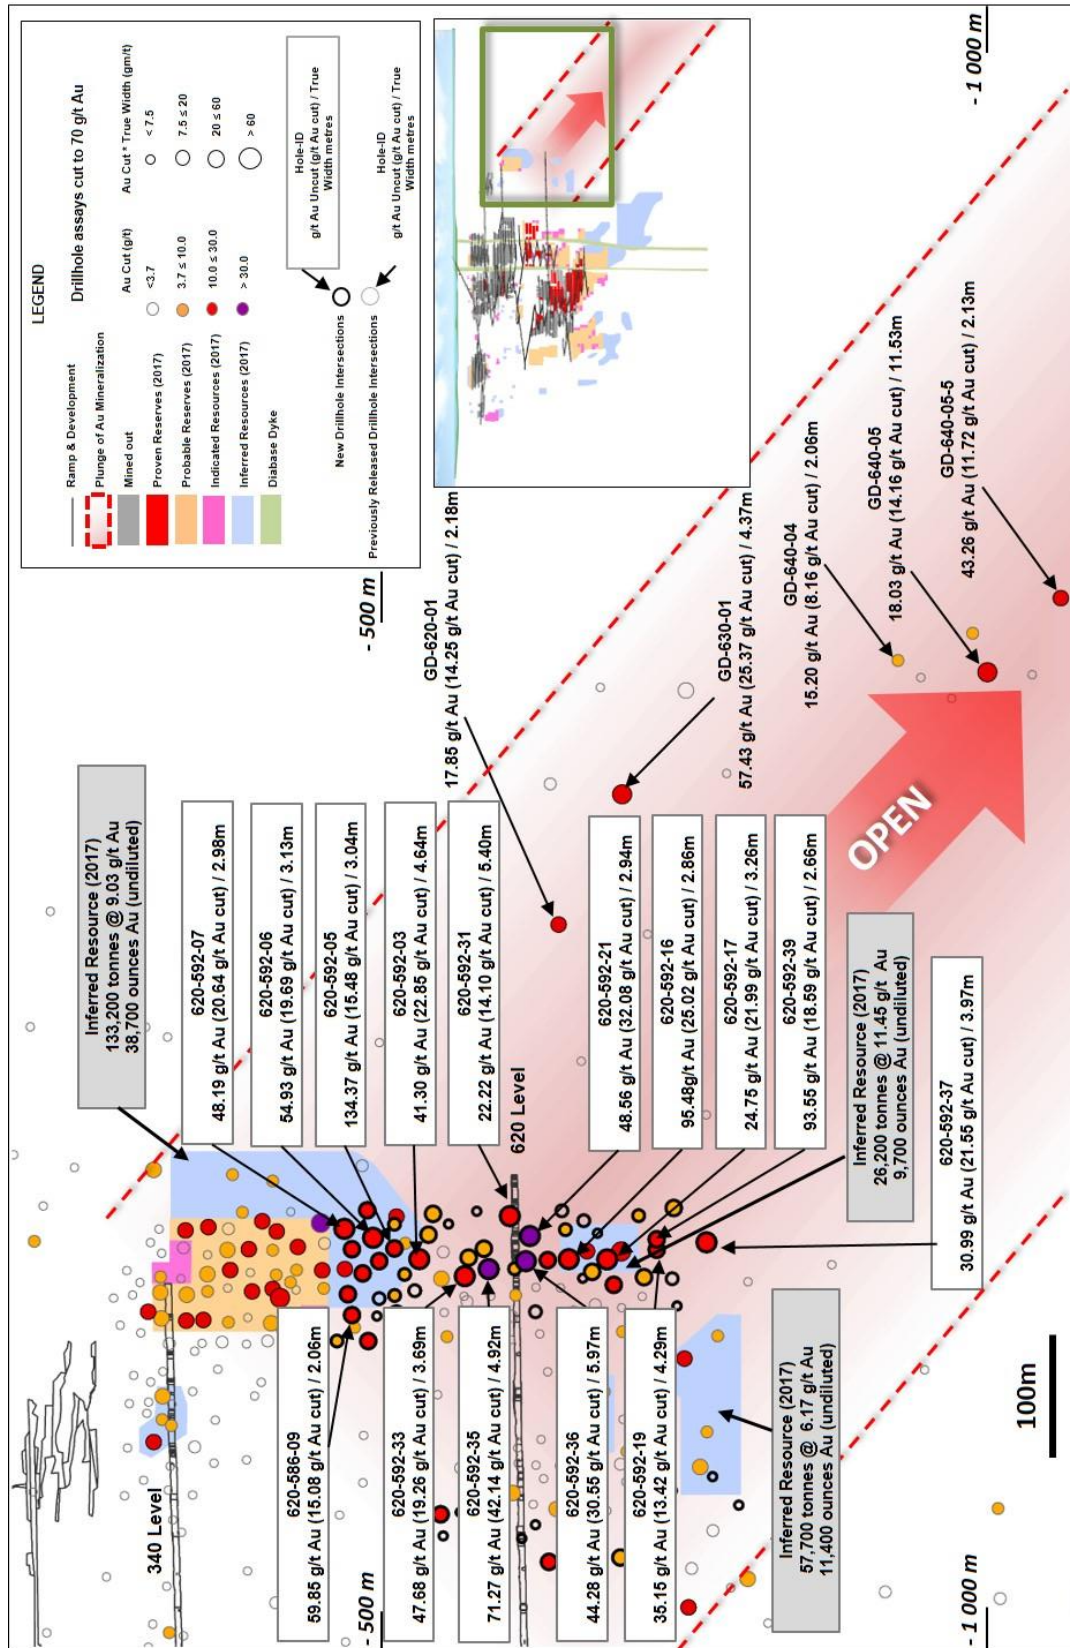 LEGEND
Ramp & Development
Plunge of Au Mineralization
Mined out
Proven Reserves (2017)
Probable Reserves (2017)
Indicated Resources (2017)
Inferred Resources (2017)
Diabase Dyke
Drillhole assays cut to 70 g/t Au
Au Cut (g/t)
<3.7
3.7 ≤ 10.0
10.0 ≤ 30.0
> 30.0
Au Cut * True Width (gm/t)
< 7.5
7.5 ≤ 20
20 ≤ 60
> 60
New Drillhole Intersections
Hole-ID
g/t Au Uncut (g/t Au cut) / True
Width metres
Previously Released Drillhole Intersections
Hole-ID
g/t Au Uncut (g/t Au cut) / True
Width metres
- 500 m
- 1 000 m
340 Level
Inferred Resource (2017)
133,200 tonnes @ 9.03 g/t Au
38,700 ounces Au (undiluted)
620-592-07
48.19 g/t Au (20.64 g/t Au cut) / 2.98m
620-592-06
54.93 g/t Au (19.69 g/t Au cut) / 3.13m
620-592-05
134.37 g/t Au (15.48 g/t Au cut) / 3.04m
620-592-03
41.30 g/t Au (22.85 g/t Au cut) / 4.64m
620-592-31
22.22 g/t Au (14.10 g/t Au cut) / 5.40m
620 Level
620-592-21
48.56 g/t Au (32.08 g/t Au cut) / 2.94m
620-592-16
95.48g/t Au (25.02 g/t Au cut) / 2.86m
620-592-17
24.75 g/t Au (21.99 g/t Au cut) / 3.26m
620-592-39
93.55 g/t Au (18.59 g/t Au cut) / 2.66m
Inferred Resource (2017)
26,200 tonnes @ 11.45 g/t Au
9,700 ounces Au (undiluted)
620-592-37
30.99 g/t Au (21.55 g/t Au cut) / 3.97m
GD-620-01
17.85 g/t Au (14.25 g/t Au cut) / 2.18m
GD-630-01
57.43 g/t Au (25.37 g/t Au cut) / 4.37m
GD-640-04
15.20 g/t Au (8.16 g/t Au cut) / 2.06m
GD-640-05
18.03 g/t Au (14.16 g/t Au cut) / 11.53m
GD-640-05-5
43.26 g/t Au (11.72 g/t Au cut) / 2.13m
OPEN
620-586-09
59.85 g/t Au (15.08 g/t Au cut) / 2.06m
620-592-33
47.68 g/t Au (19.26 g/t Au cut) / 3.69m
620-592-35
71.27 g/t Au (42.14 g/t Au cut) / 4.92m
620-592-36
44.28 g/t Au (30.55 g/t Au cut) / 5.97m
620-592-19
35.15 g/t Au (13.42 g/t Au cut) / 4.29m
Inferred Resource (2017)
57,700 tonnes @ 6.17 g/t Au
11,400 ounces Au (undiluted)
- 500 m
- 1 000 m
100m